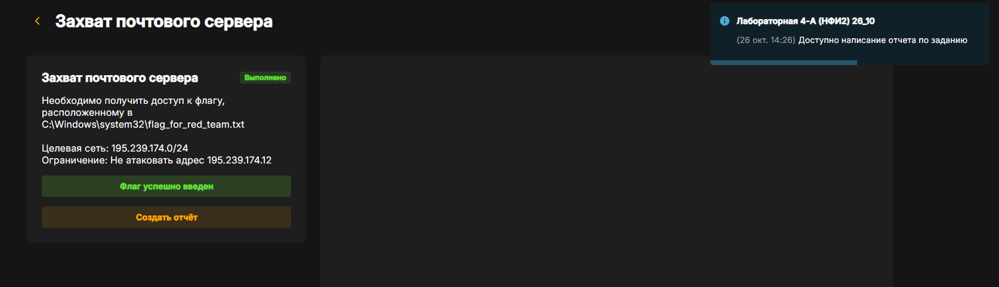 Захват почтового сервера
Лабораторная 4-А (НФИ2) 26_10
(26 окт. 14:26) Доступно написание отчета по заданию
Захват почтового сервера
Выполнено
Необходимо получить доступ к флагу,
расположенному в
C:\Windows\system32\flag_for_red_team.txt
Целевая сеть: 195.239.174.0/24
Ограничение: Не атаковать адрес 195.239.174.12
Флаг успешно введен
Создать отчёт